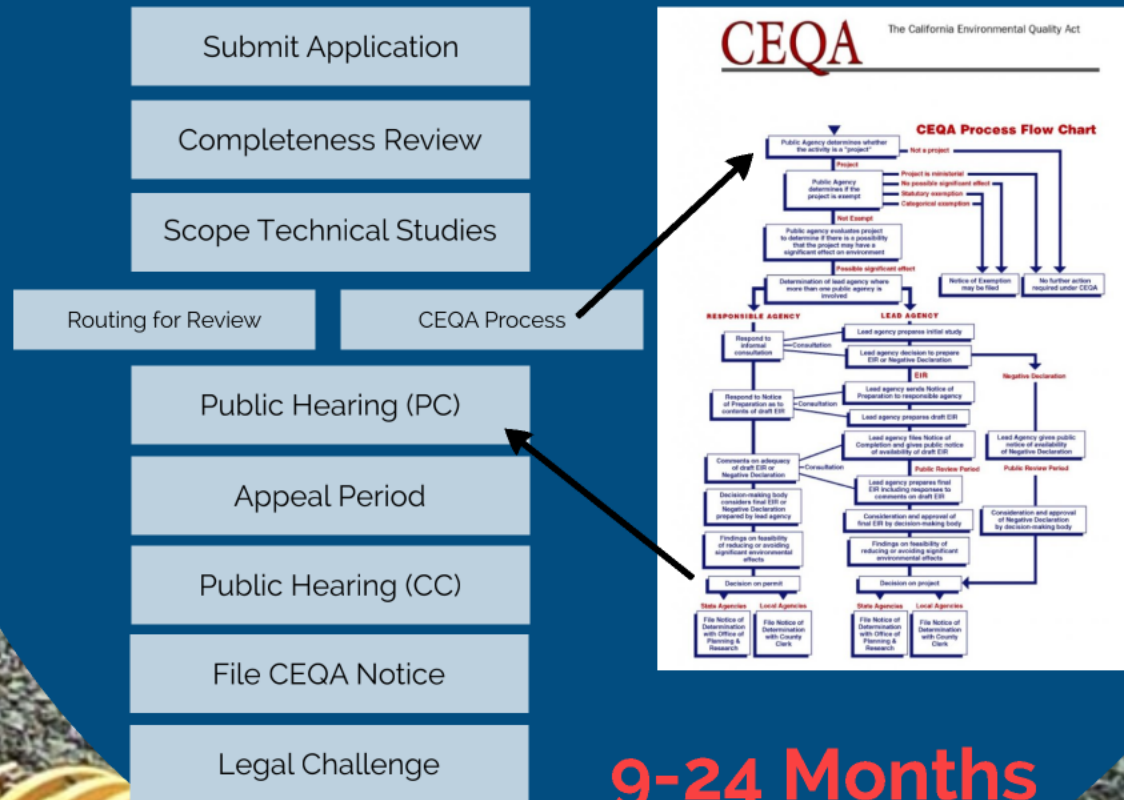 Submit Application
Completeness Review
Scope Technical Studies
Routing for Review
CEQA Process
Public Hearing (PC)
Appeal Period
Public Hearing (CC)
File CEQA Notice
Legal Challenge
9-24 Months
CEQA
The California Environmental Quality Act
CEQA Process Flow Chart
Public Agency determines whether
the activity is a "project"
Not a project
Project
Public Agency
determines if the
project is exempt
Project is ministerial
No possible significant effect
Statutory exemption
Categorical exemption
Not Exempt
Public agency evaluates project
to determine if there is a possibility
that the project may have a
significant effect on environment
Possible significant effect
Notice of Exemption
may be filed
No further action
required under CEQA
Determination of lead agency where
more than one public agency is
involved
RESPONSIBLE AGENCY
LEAD AGENCY
Respond to
informal
consultation
Consultation
Lead agency prepares initial study
Lead agency decision to prepare
EIR or Negative Declaration
EIR
Negative Declaration
Respond to Notice
of Preparation as to
contents of draft EIR
Consultation
Lead agency sends Notice of
Preparation to responsible agency
Lead agency prepares draft EIR
Lead agency files Notice of
Completion and gives public notice
of availability of draft EIR
Lead Agency gives public
notice of availability
of Negative Declaration
Comments on adequacy
of draft EIR or
Negative Declaration
Consultation
Public Review Period
Public Review Period
Lead agency prepares final
EIR including responses to
comments on draft EIR
Decision-making body
considers final EIR or
Negative Declaration
prepared by lead agency
Consideration and approval of
final EIR by decision-making body
Consideration and approval
of Negative Declaration
by decision-making body
Findings on feasibility
of reducing or avoiding
significant environmental
effects
Findings on feasibility of
reducing or avoiding significant
environmental effects
Decision on permit
Decision on project
State Agencies
Local Agencies
State Agencies
Local Agencies
File Notice of
Determination
with Office of
Planning &
Research
File Notice of
Determination
with County
Clerk
File Notice of
Determination
with Office of
Planning &
Research
File Notice of
Determination
with County
Clerk